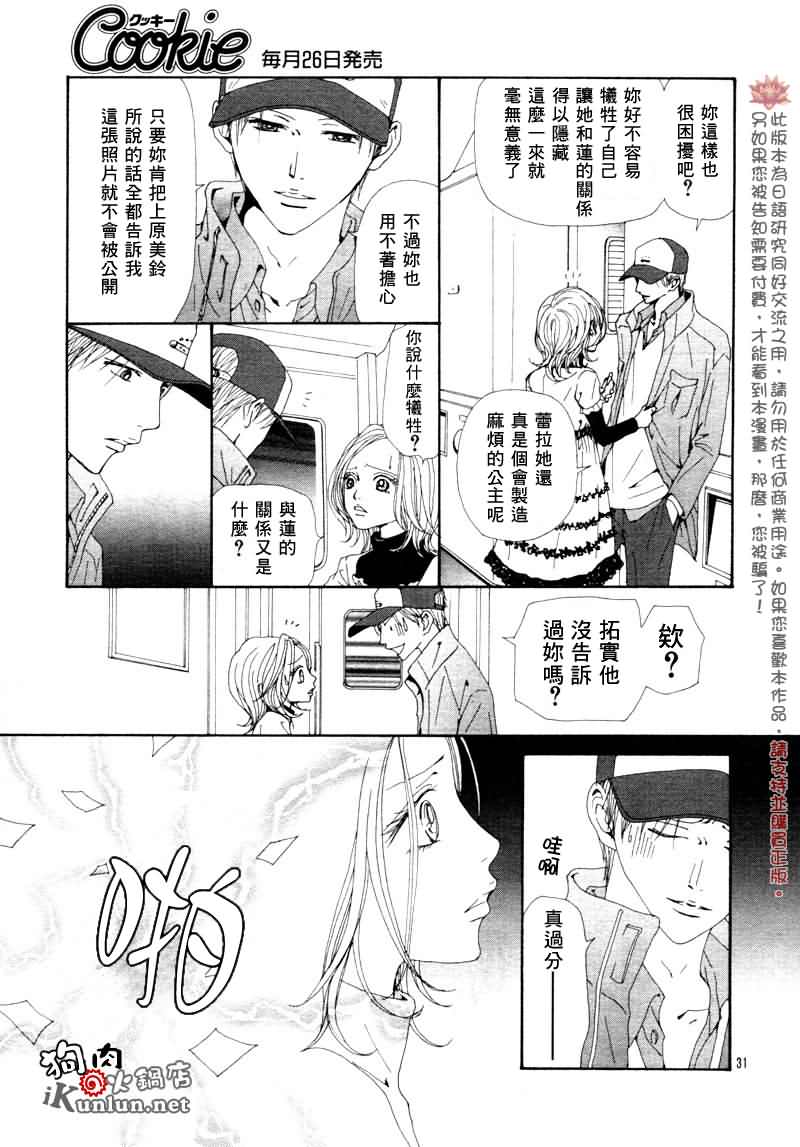 クッキー
Cookie
毎月26日発売
妳這樣也
很困擾吧？
妳好不容易
犧牲了自己
讓她和蓮的關係
得以隱藏
這麼一來就
毫無意義了
蕾拉她還
真是個會製造
麻煩的公主呢
不過妳也
用不著擔心
只要妳肯把上原美鈴
所說的話全都告訴我
這張照片就不會被公開
你說什麼犧牲？
與蓮的
關係又是
什麼？
欸？
拓實他
沒告訴
過妳嗎？
哇啊
真過分——
啪
31
狗肉
火鍋店
iKunlun.net
此版本為日語研究同好交流之用，請勿用於任何商業用途。如果您喜歡本作品，請支持並購買正版。
另如果您被告知需要付費，才能看到本漫畫，那麼，您被騙了！